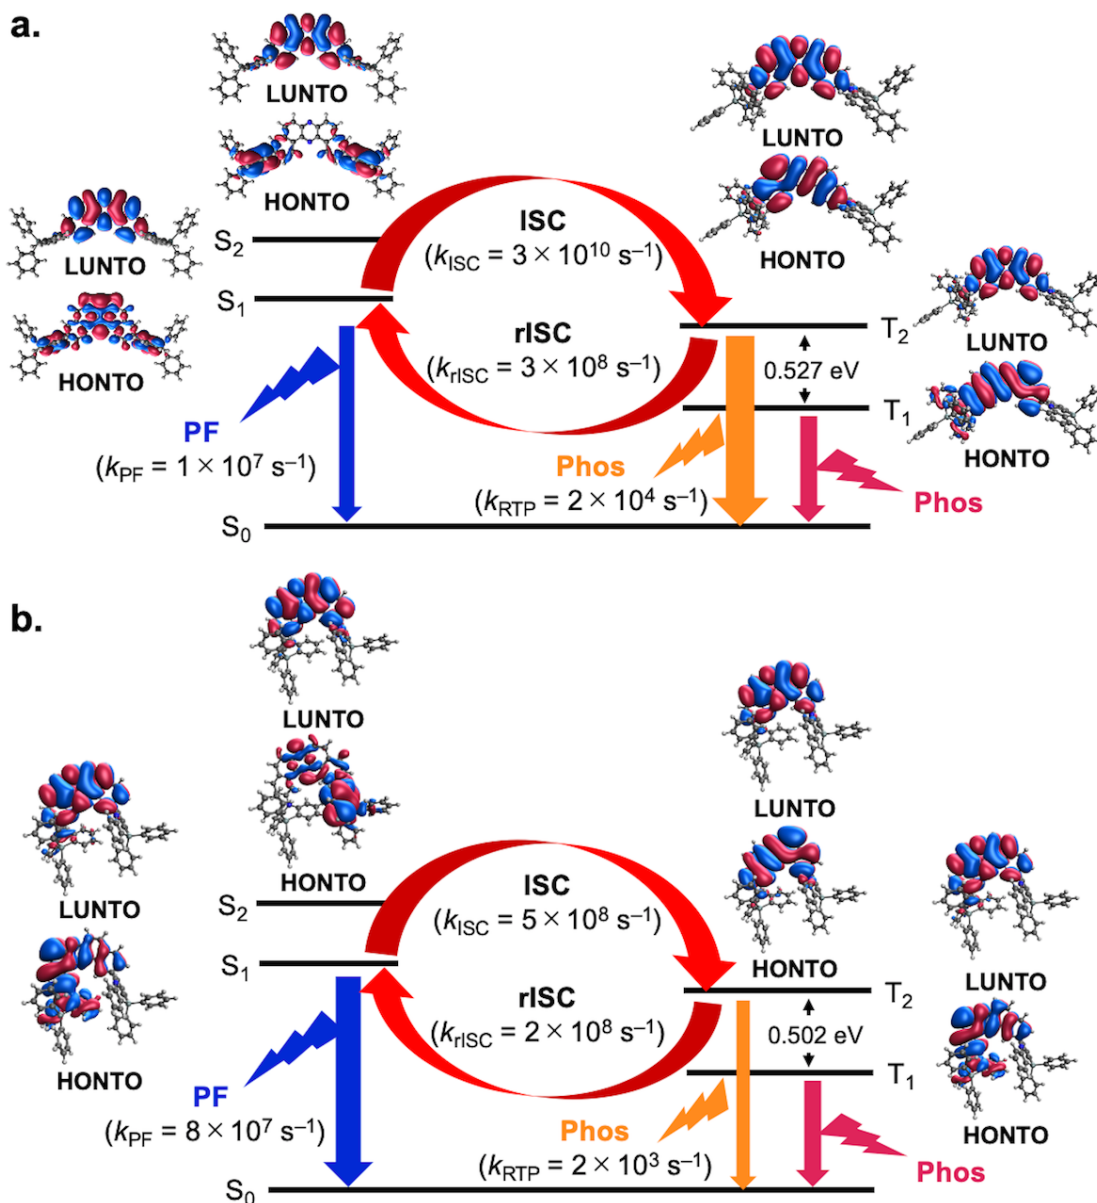 a.
LUNTO
HONTO
LUNTO
HONTO
S2
S1
ISC
(kISC = 3 × 10^10 s^–1)
rISC
(krISC = 3 × 10^8 s^–1)
PF
(kPF = 1 × 10^7 s^–1)
LUNTO
HONTO
T2
0.527 eV
T1
LUNTO
HONTO
Phos
(kRTP = 2 × 10^4 s^–1)
Phos
S0
b.
LUNTO
HONTO
LUNTO
HONTO
S2
S1
ISC
(kISC = 5 × 10^8 s^–1)
rISC
(krISC = 2 × 10^8 s^–1)
PF
(kPF = 8 × 10^7 s^–1)
LUNTO
HONTO
T2
0.502 eV
T1
LUNTO
HONTO
Phos
(kRTP = 2 × 10^3 s^–1)
Phos
S0